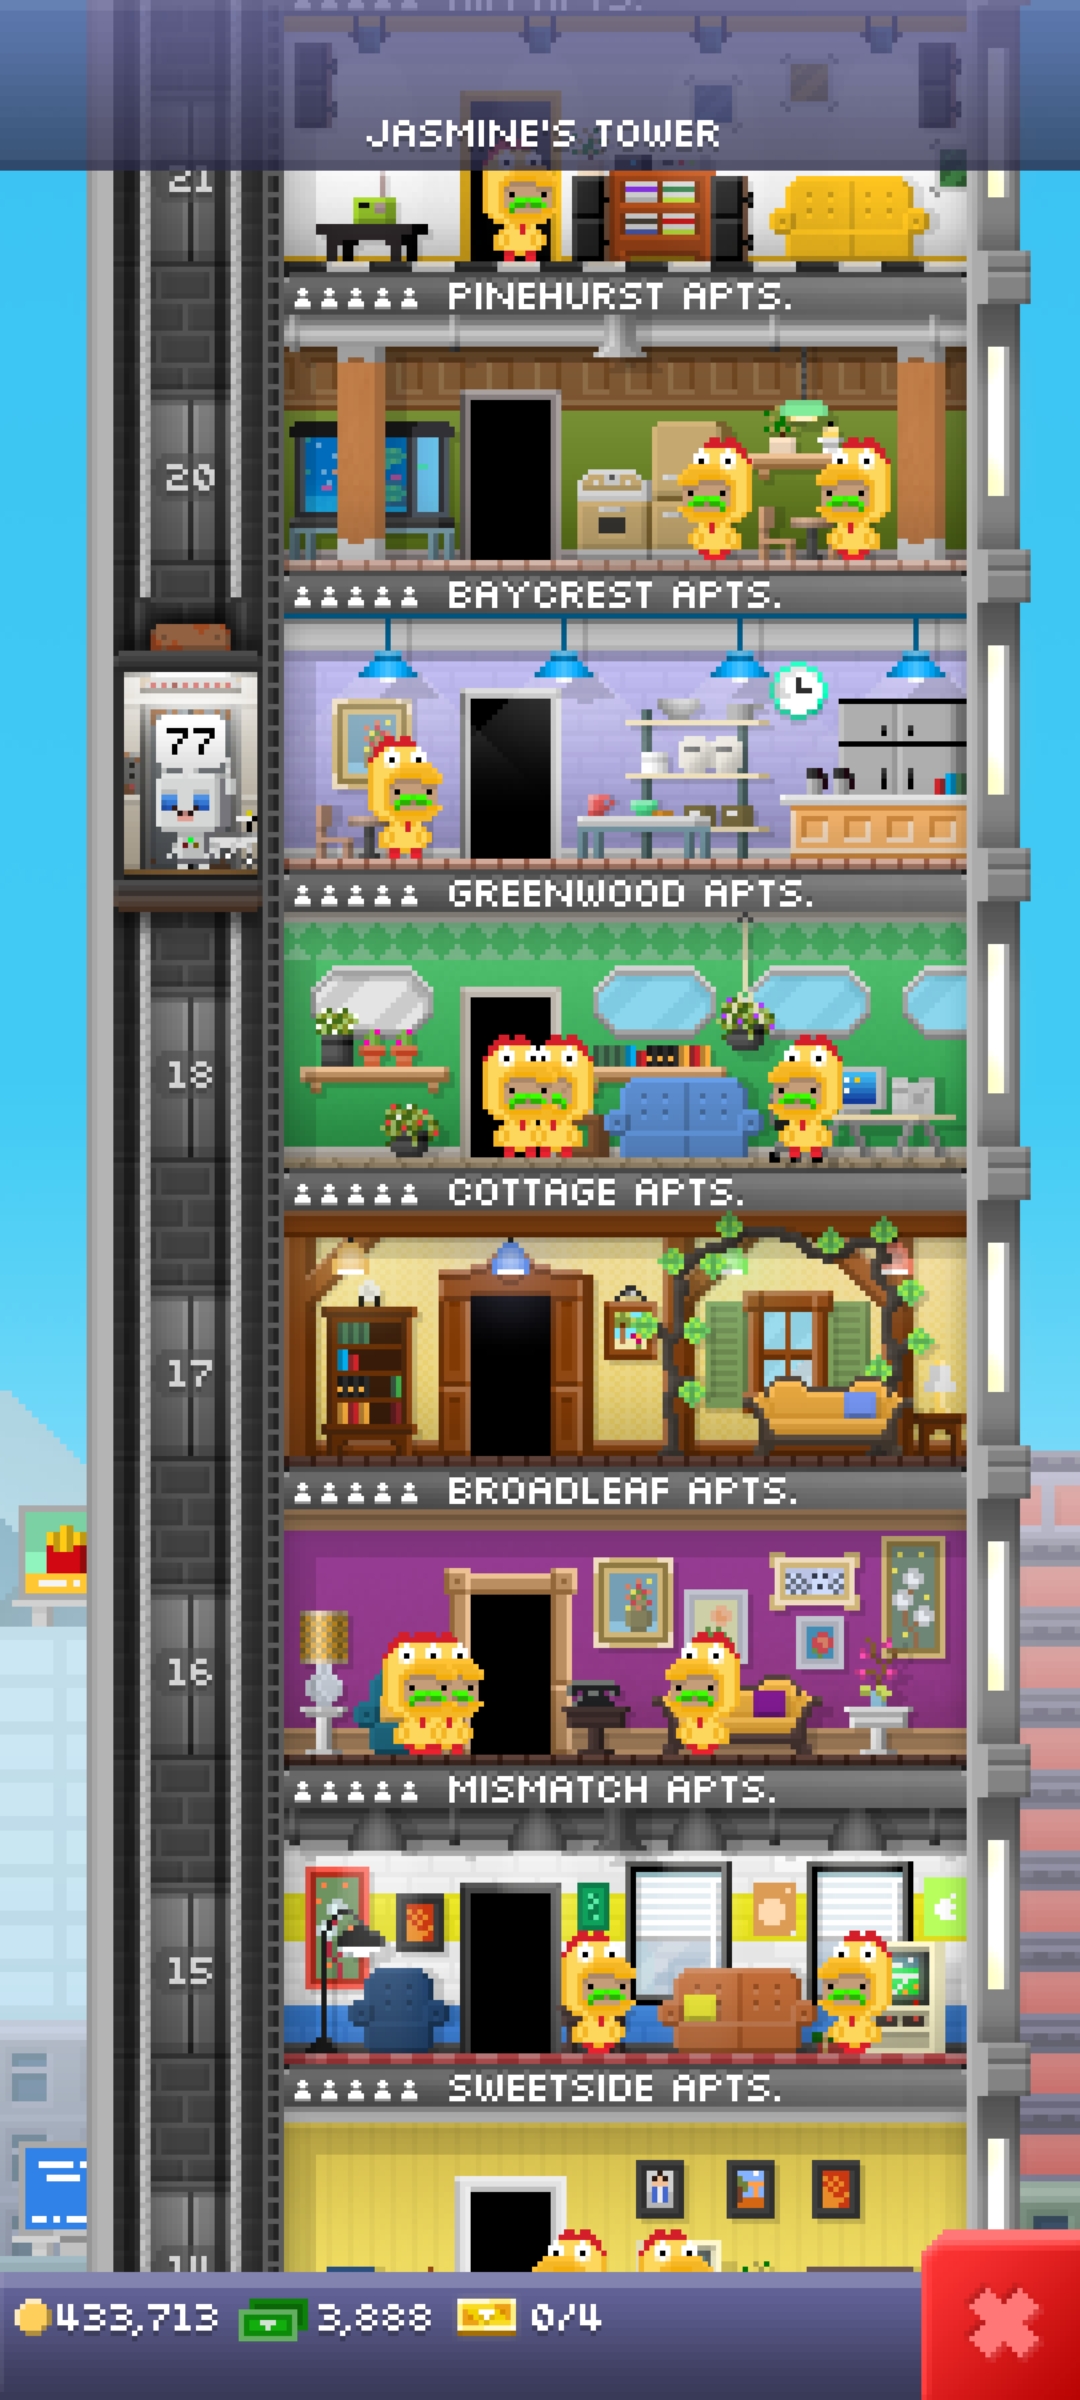 JASMINE'S TOWER
21
PINEHURST APTS.
20
BAYCREST APTS.
77
GREENWOOD APTS.
18
COTTAGE APTS.
17
BROADLEAF APTS.
16
MISMATCH APTS.
15
SWEETSIDE APTS.
14
433,713 3,888 0/4